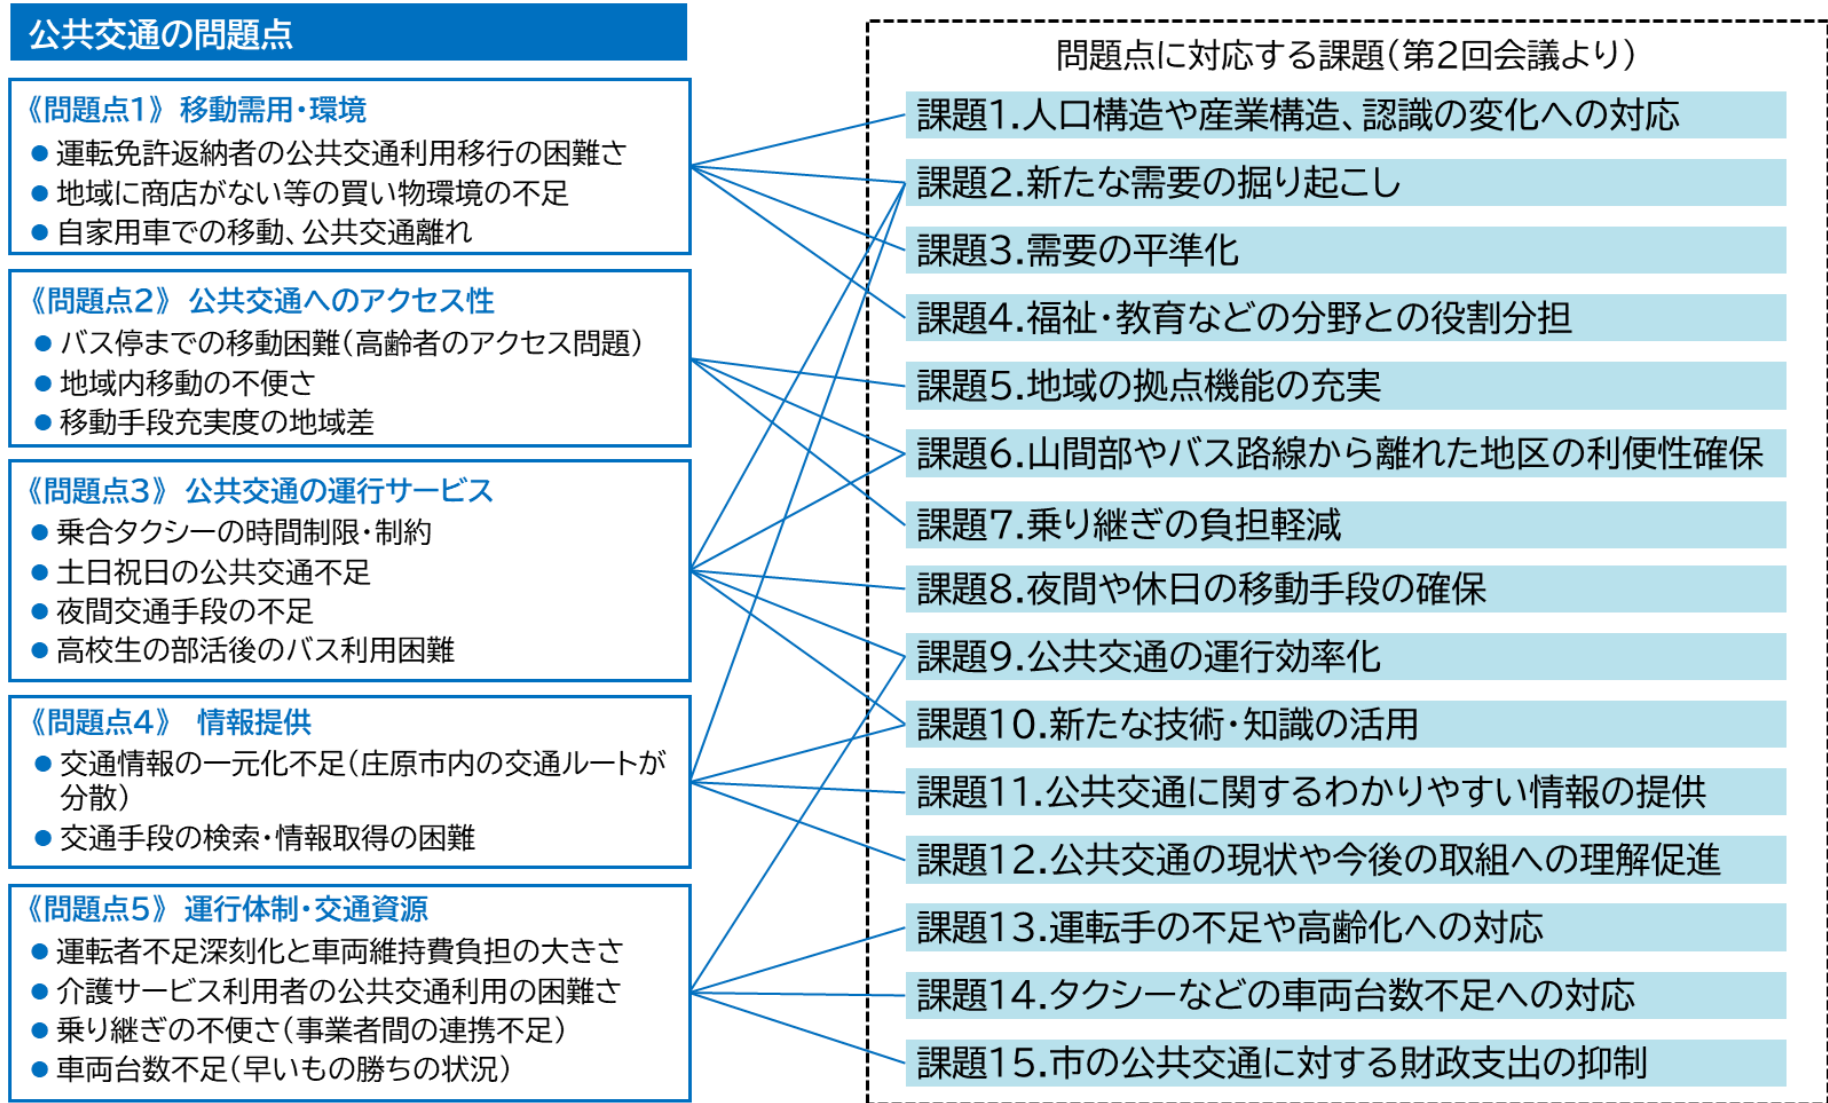 公共交通の問題点
《問題点1》 移動需用・環境
● 運転免許返納者の公共交通利用移行の困難さ
● 地域に商店がない等の買い物環境の不足
● 自家用車での移動、公共交通離れ
《問題点2》 公共交通へのアクセス性
● バス停までの移動困難(高齢者のアクセス問題)
● 地域内移動の不便さ
● 移動手段充実度の地域差
《問題点3》 公共交通の運行サービス
● 乗合タクシーの時間制限・制約
● 土日祝日の公共交通不足
● 夜間交通手段の不足
● 高校生の部活後のバス利用困難
《問題点4》 情報提供
● 交通情報の一元化不足(庄原市内の交通ルートが
分散)
● 交通手段の検索・情報取得の困難
《問題点5》 運行体制・交通資源
● 運転者不足深刻化と車両維持費負担の大きさ
● 介護サービス利用者の公共交通利用の困難さ
● 乗り継ぎの不便さ(事業者間の連携不足)
● 車両台数不足(早いもの勝ちの状況)
問題点に対応する課題(第2回会議より)
課題1.人口構造や産業構造、認識の変化への対応
課題2.新たな需要の掘り起こし
課題3.需要の平準化
課題4.福祉・教育などの分野との役割分担
課題5.地域の拠点機能の充実
課題6.山間部やバス路線から離れた地区の利便性確保
課題7.乗り継ぎの負担軽減
課題8.夜間や休日の移動手段の確保
課題9.公共交通の運行効率化
課題10.新たな技術・知識の活用
課題11.公共交通に関するわかりやすい情報の提供
課題12.公共交通の現状や今後の取組への理解促進
課題13.運転手の不足や高齢化への対応
課題14.タクシーなどの車両台数不足への対応
課題15.市の公共交通に対する財政支出の抑制